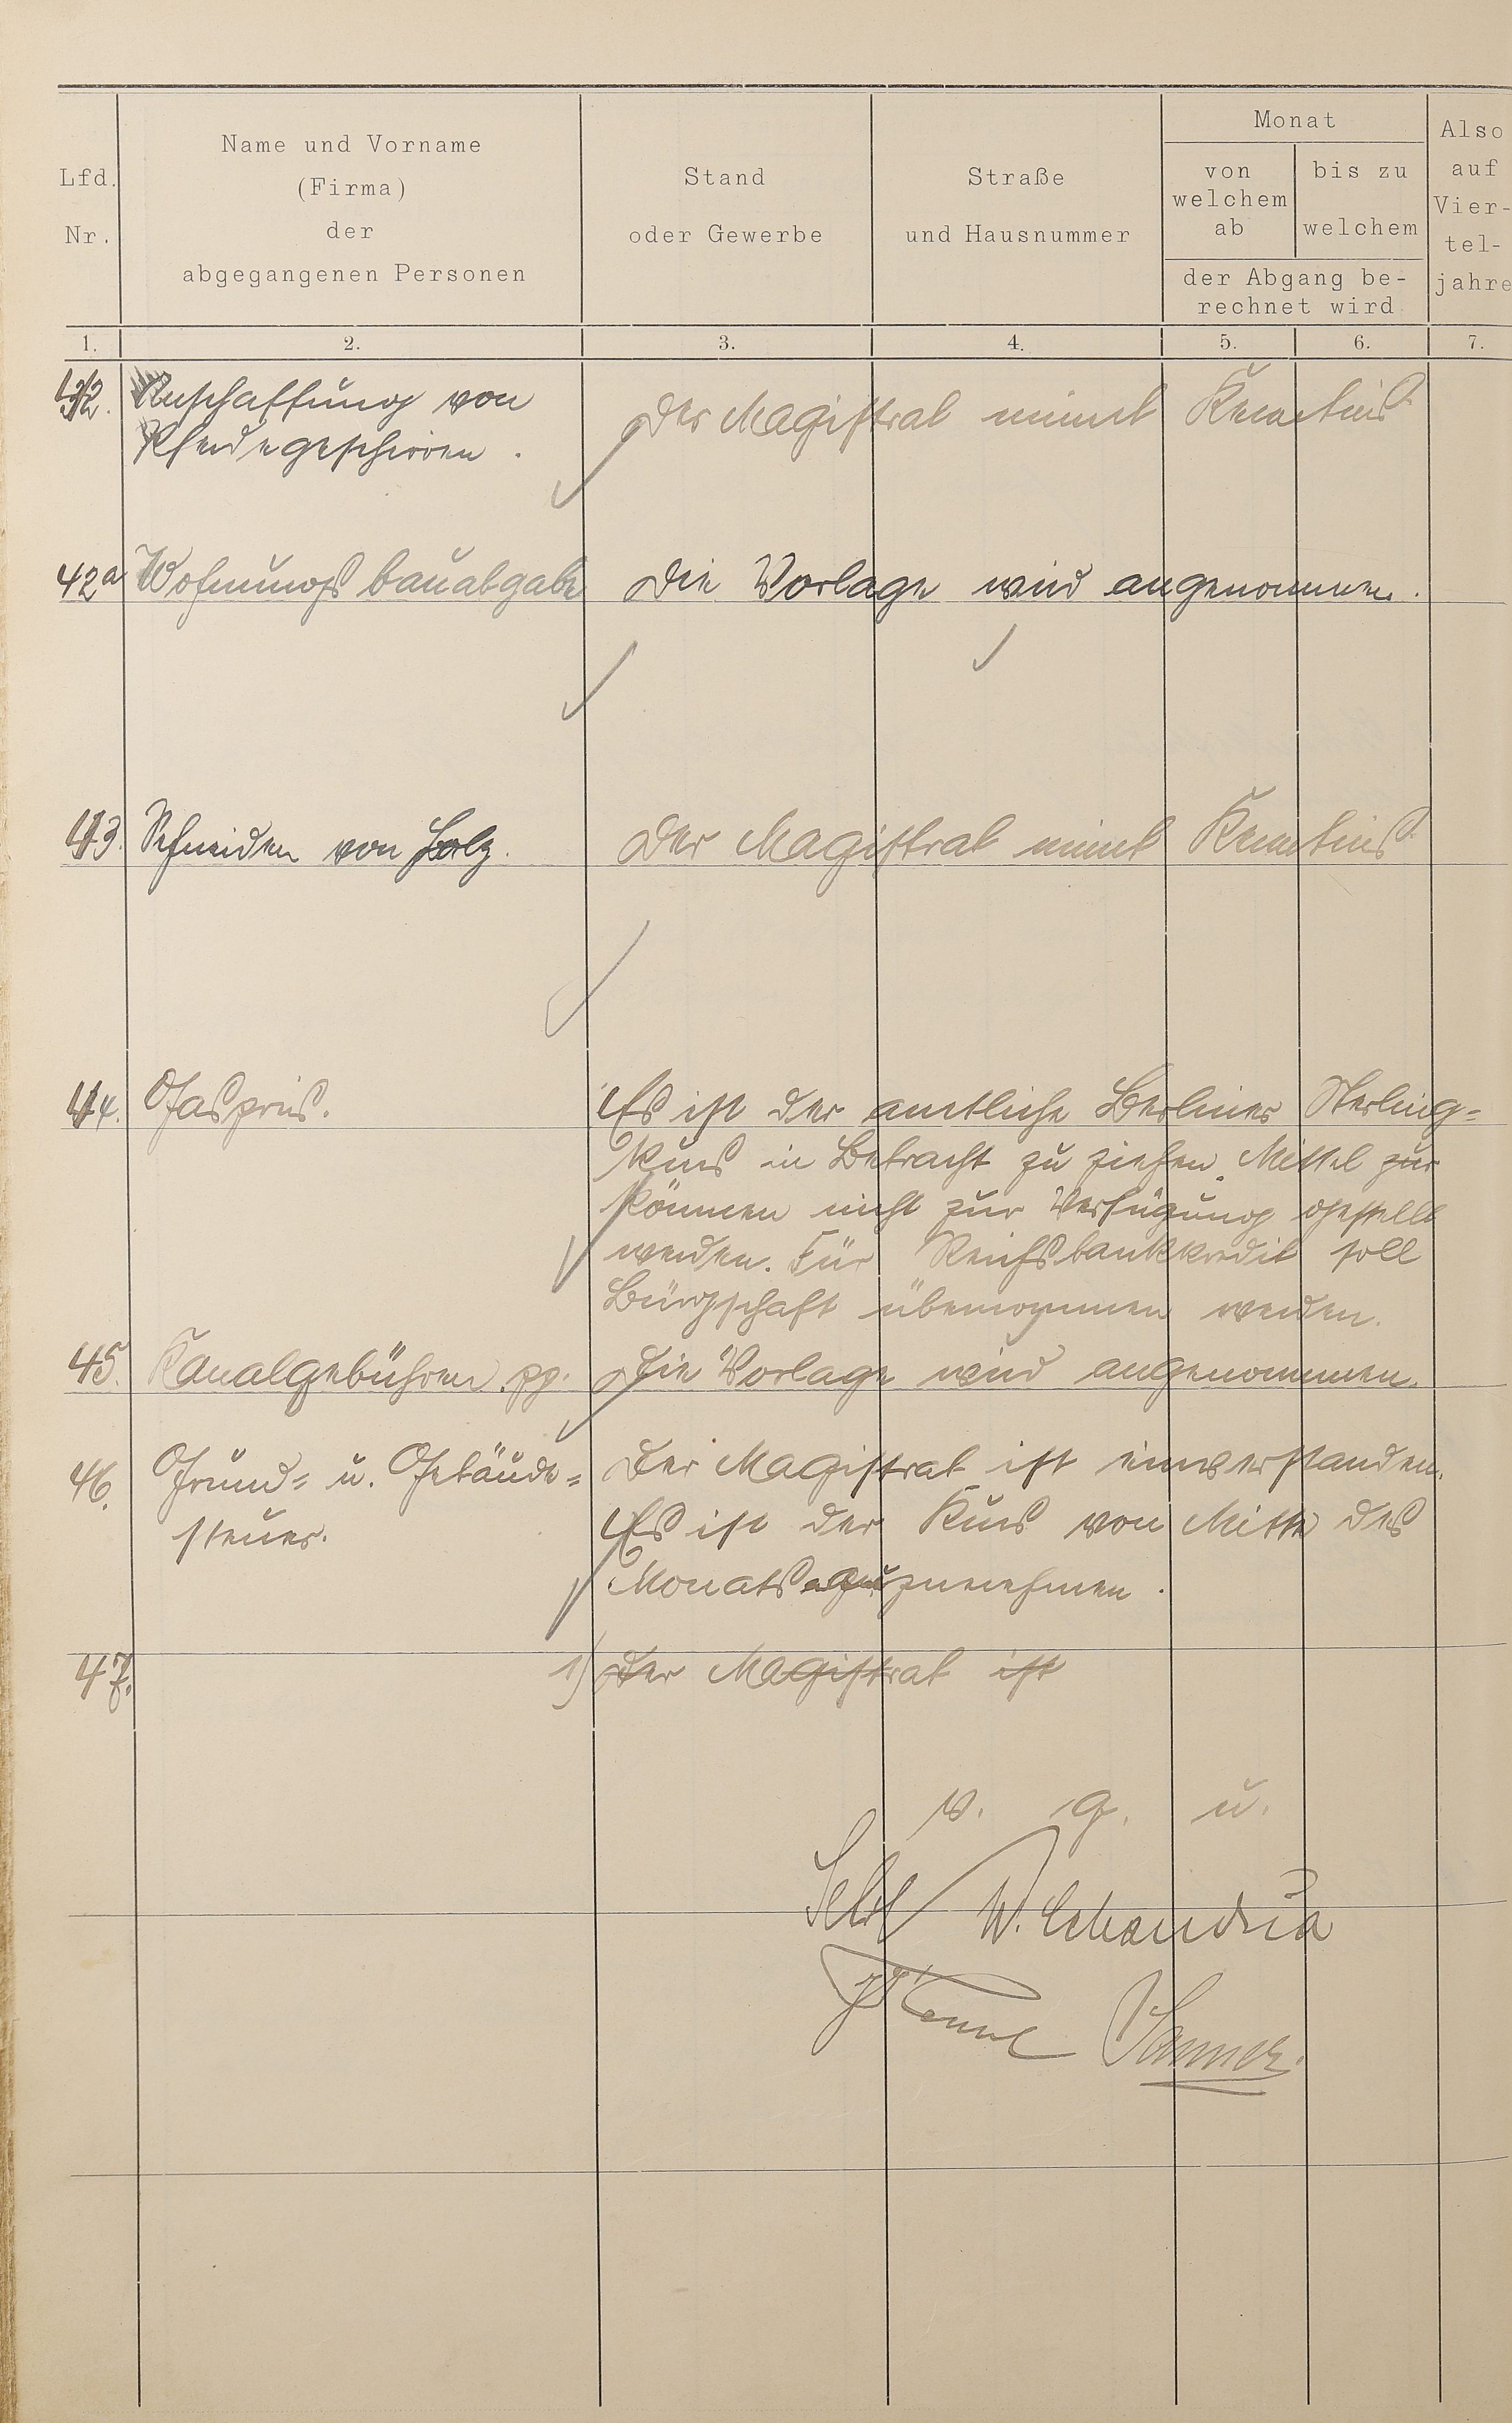 Lfd. Nr.
Name und Vorname
(Firma)
der
abgegangenen Personen
Stand
oder Gewerbe
Straße
und Hausnummer
Monat
von
welchem
ab
bis zu
welchem
der Abgang be-
rechnet wird
Also
auf
Vier-
tel-
jahre
1. 2. 3. 4. 5. 6. 7.
42. Anschaffung von
Pferdegeschirren.
Der Magistrat nimmt Kenntnis
42a Wohnungsbauabgabe Die Vorlage wird angenommen.
43. Schneiden von Holz. Der Magistrat nimmt Kenntnis
44. Gaspreis. Es ist der amtliche Berliner Sterling-
kurs in Betracht zu ziehen. Mittel zur
können nicht zur Verfügung gestellt
werden. Für Reichsbankkredit soll
Bürgschaft übernommen werden.
45. Kanalgebühren pp. Die Vorlage wird angenommen.
46. Grund- u. Gebäude-
steuer.
Der Magistrat ist einverstanden.
Es ist der Kurs von Mitte des
Monats zunehmen.
47. 1) Der Magistrat ist
v. g. u.
W.